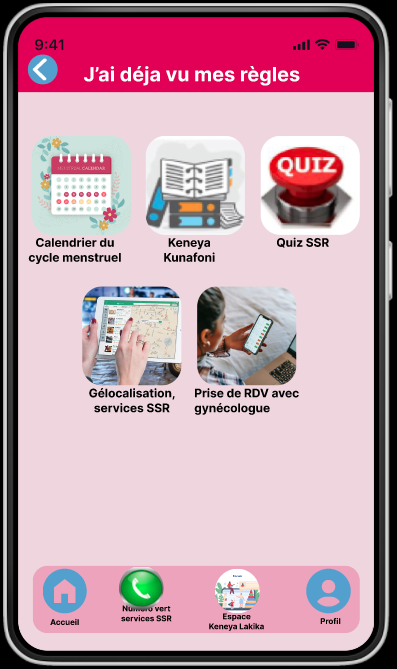 9:41
J'ai déja vu mes règles
MENSTRUAL CALENDAR
QUIZ
Calendrier du
cycle menstruel
Keneya
Kunafoni
Quiz SSR
Gélocalisation,
services SSR
Prise de RDV avec
gynécologue
Accueil
Numéro vert
services SSR
Espace
Keneya Lakika
Profil